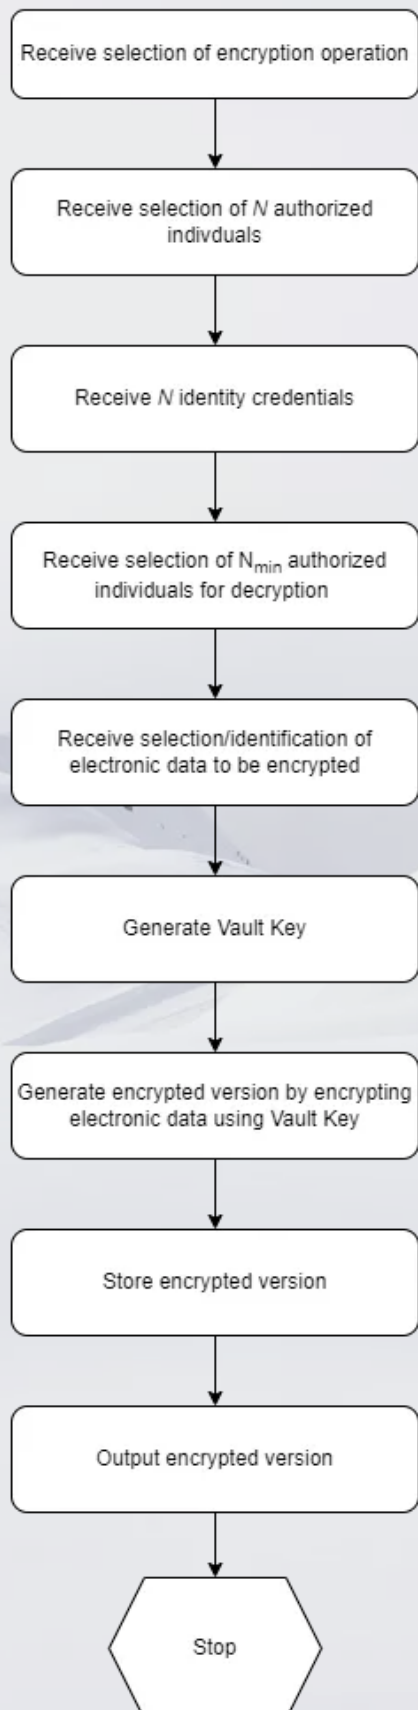 Receive selection of encryption operation
Receive selection of N authorized
indivduals
Receive N identity credentials
Receive selection of Nmin authorized
individuals for decryption
Receive selection/identification of
electronic data to be encrypted
Generate Vault Key
Generate encrypted version by encrypting
electronic data using Vault Key
Store encrypted version
Output encrypted version
Stop